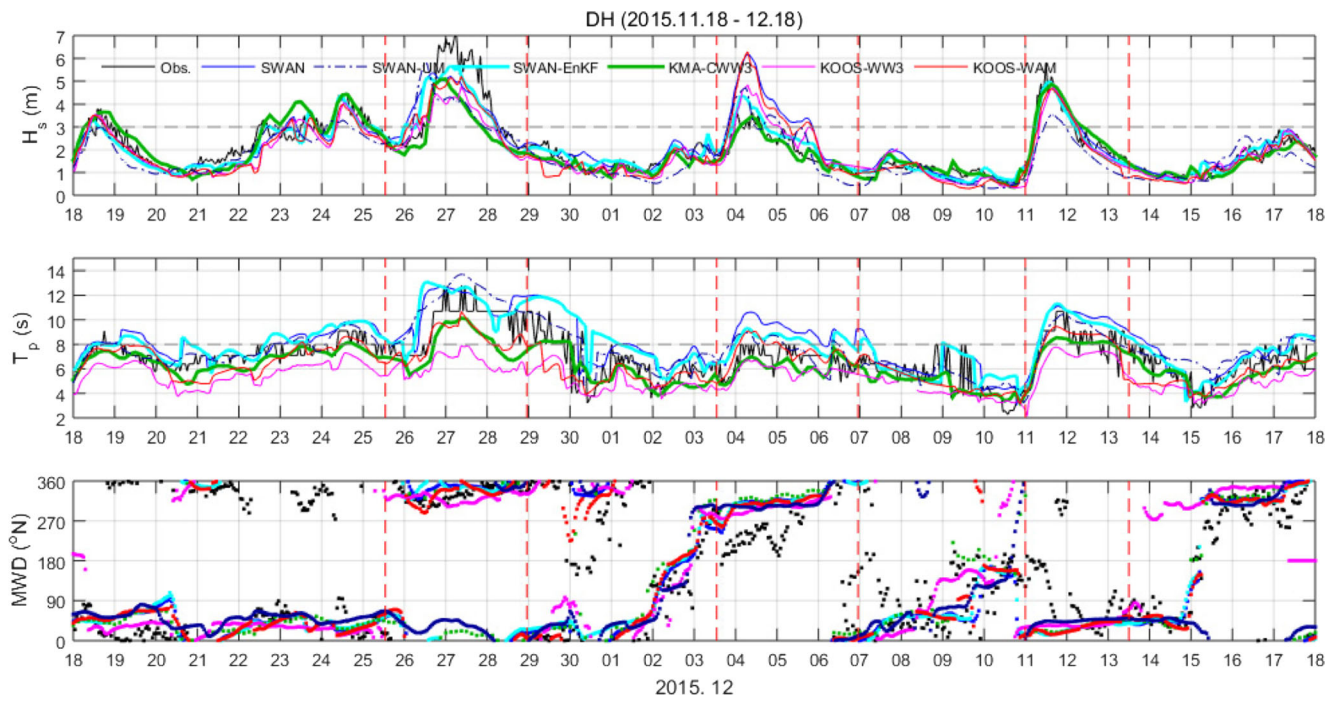 DH (2015.11.18 - 12.18)
7
6
5
4
3
2
1
0
H_s (m)
Obs. SWAN SWAN-UM SWAN-EnKF KMA-CWW3 KOOS-WW3 KOOS-WAM
18 19 20 21 22 23 24 25 26 27 28 29 30 01 02 03 04 05 06 07 08 09 10 11 12 13 14 15 16 17 18
14
12
10
8
6
4
2
T_p (s)
18 19 20 21 22 23 24 25 26 27 28 29 30 02 03 04 05 06 07 08 09 10 11 12 13 14 15 16 17 18
360
270
180
90
0
MWD (°N)
18 19 20 21 22 23 24 25 26 27 28 29 30 02 03 04 05 06 07 08 09 10 11 12 13 14 15 16 17 18
2015. 12